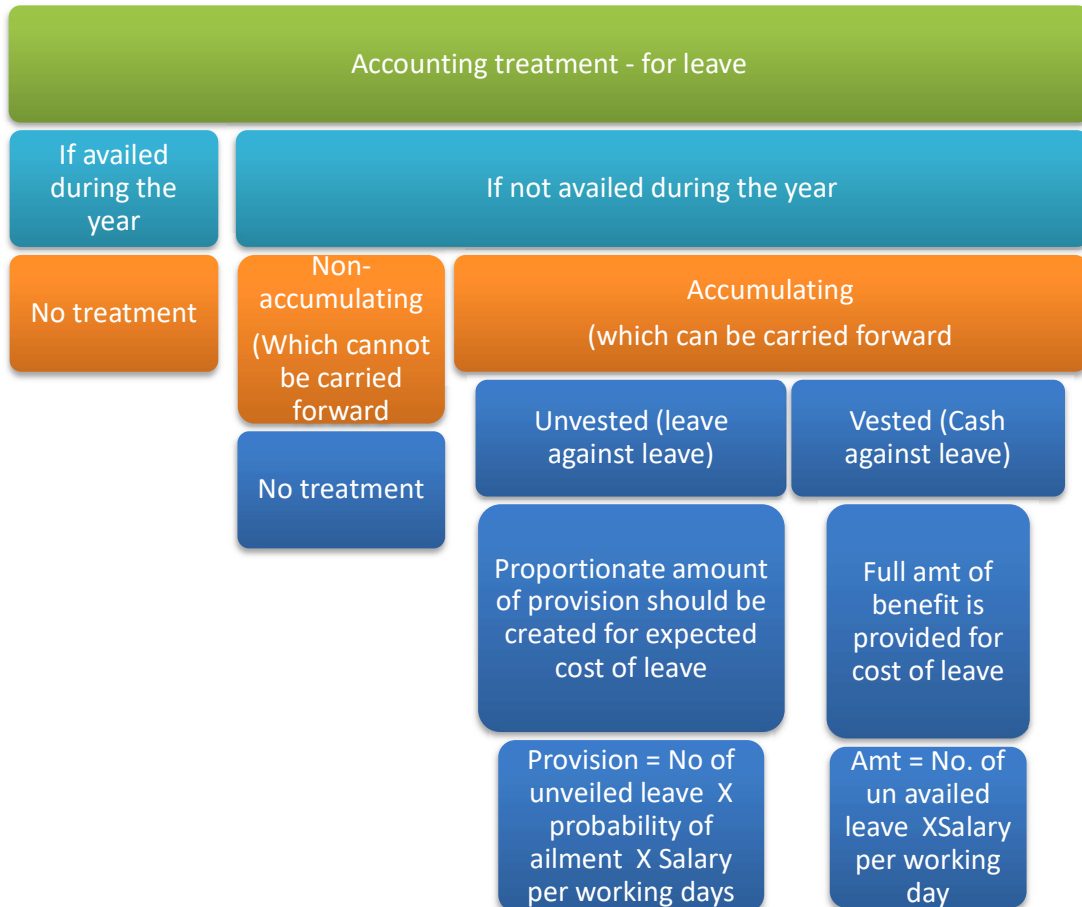 Accounting treatment - for leave
If availed
during the
year
If not availed during the year
No treatment
Non-
accumulating
(Which cannot
be carried
forward
Accumulating
(which can be carried forward
No treatment
Unvested (leave
against leave)
Vested (Cash
against leave)
Proportionate amount
of provision should be
created for expected
cost of leave
Full amt of
benefit is
provided for
cost of leave
Provision = No of
unveiled leave X
probability of
ailment X Salary
per working days
Amt = No. of
un availed
leave XSalary
per working
day